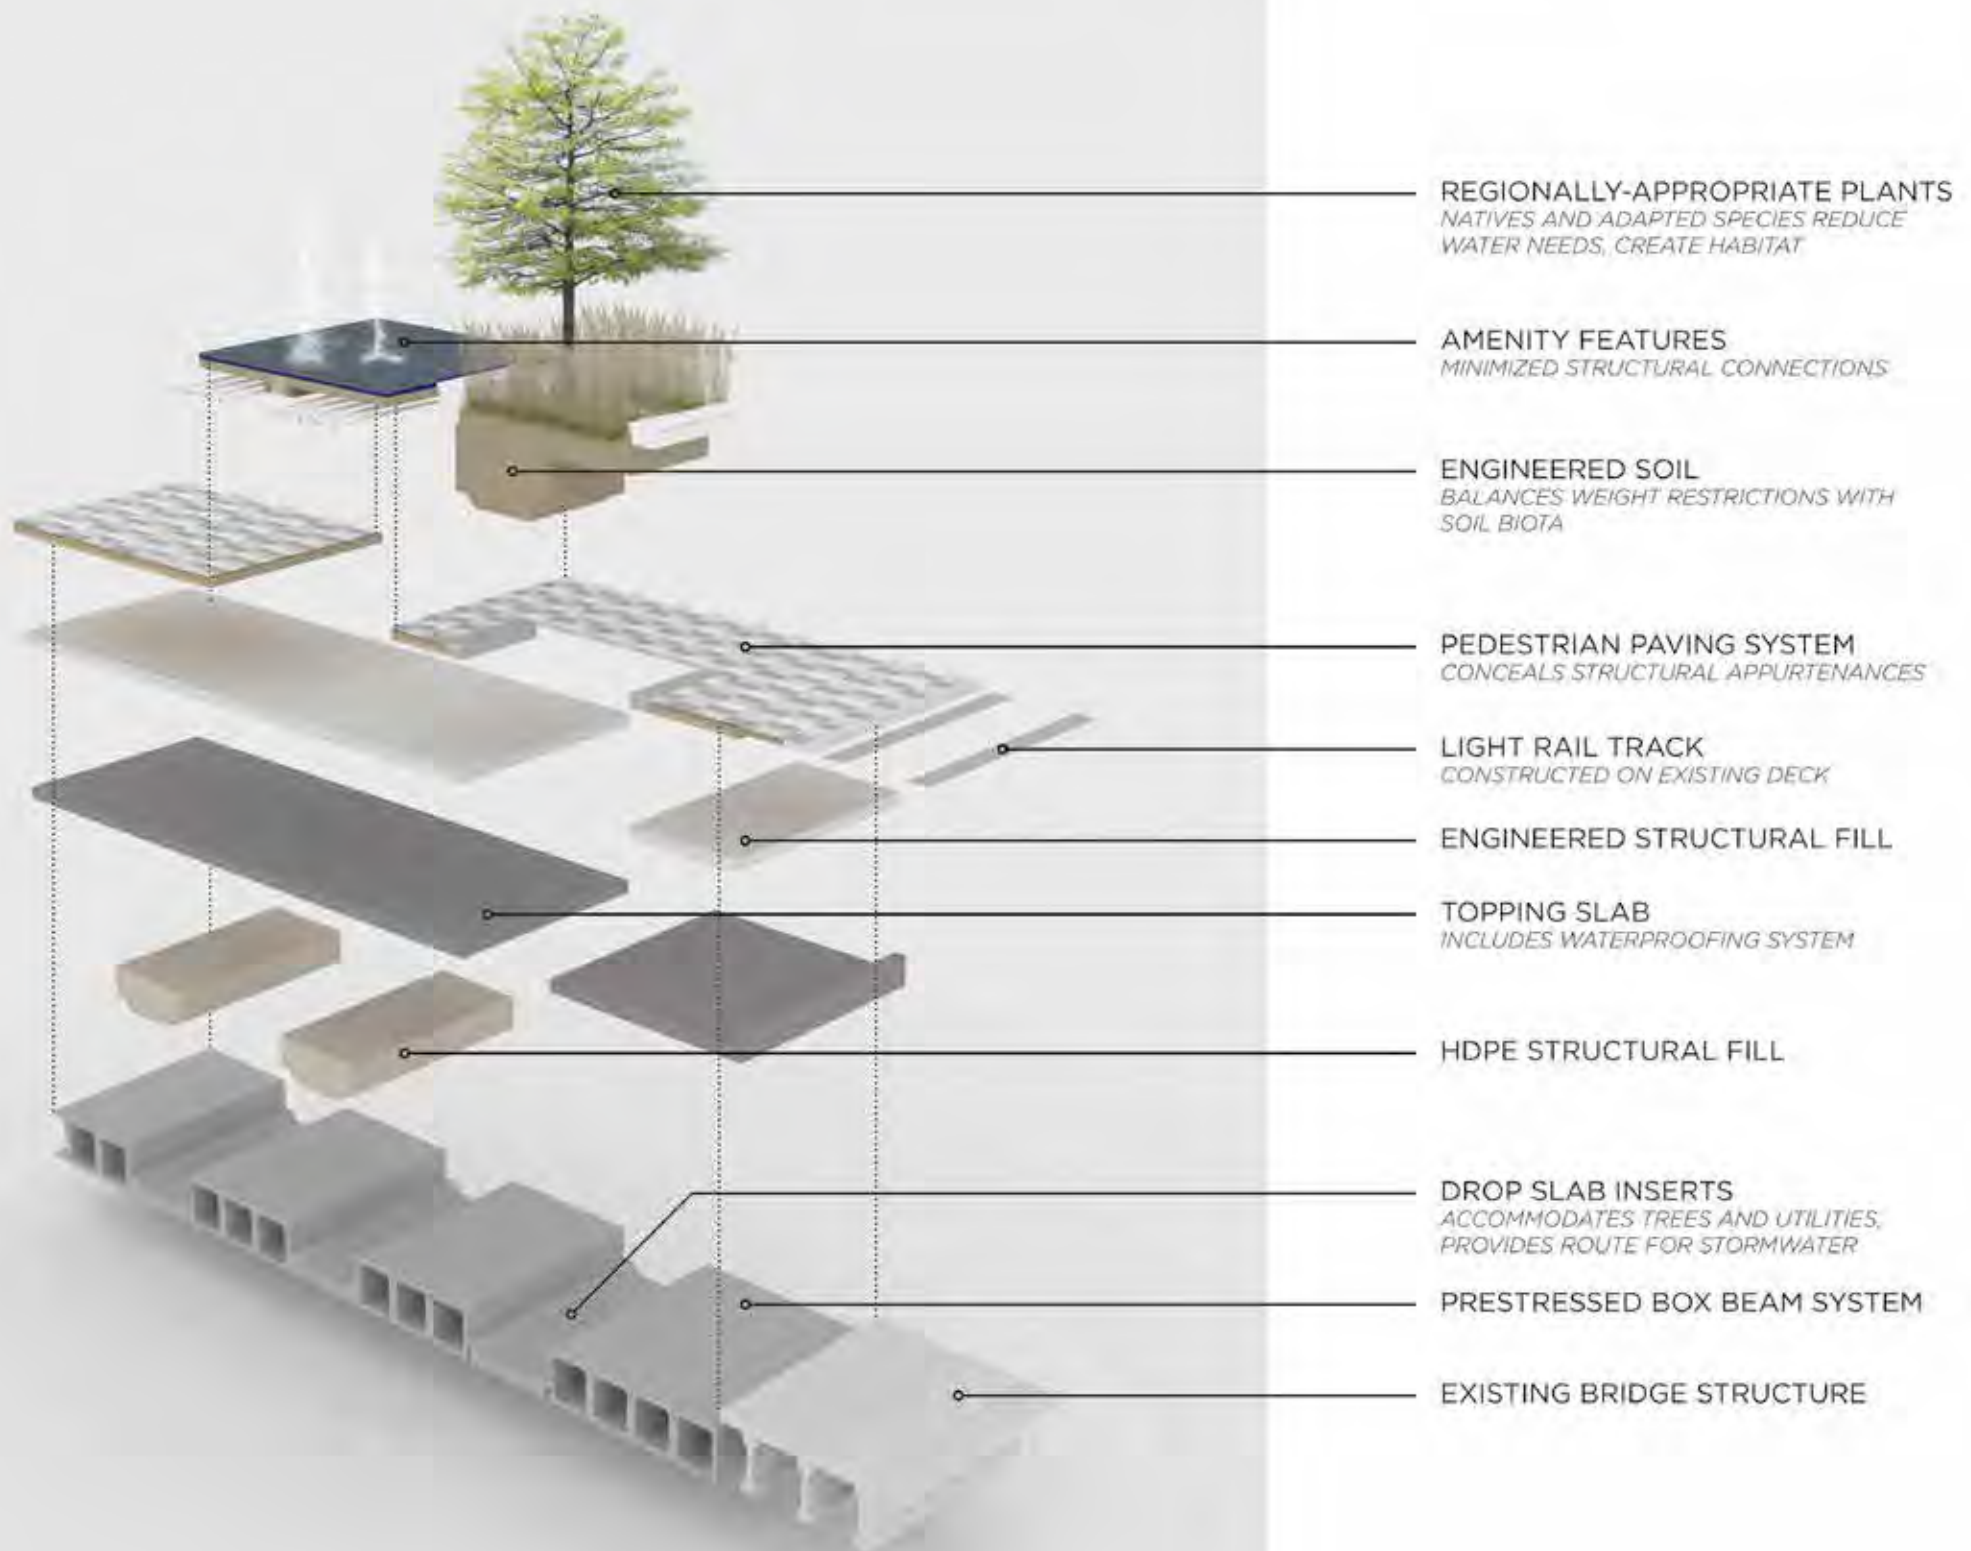 REGIONALLY-APPROPRIATE PLANTS
NATIVES AND ADAPTED SPECIES REDUCE
WATER NEEDS, CREATE HABITAT
AMENITY FEATURES
MINIMIZED STRUCTURAL CONNECTIONS
ENGINEERED SOIL
BALANCES WEIGHT RESTRICTIONS WITH
SOIL BIOTA
PEDESTRIAN PAVING SYSTEM
CONCEALS STRUCTURAL APPURTENANCES
LIGHT RAIL TRACK
CONSTRUCTED ON EXISTING DECK
ENGINEERED STRUCTURAL FILL
TOPPING SLAB
INCLUDES WATERPROOFING SYSTEM
HDPE STRUCTURAL FILL
DROP SLAB INSERTS
ACCOMMODATES TREES AND UTILITIES,
PROVIDES ROUTE FOR STORMWATER
PRESTRESSED BOX BEAM SYSTEM
EXISTING BRIDGE STRUCTURE